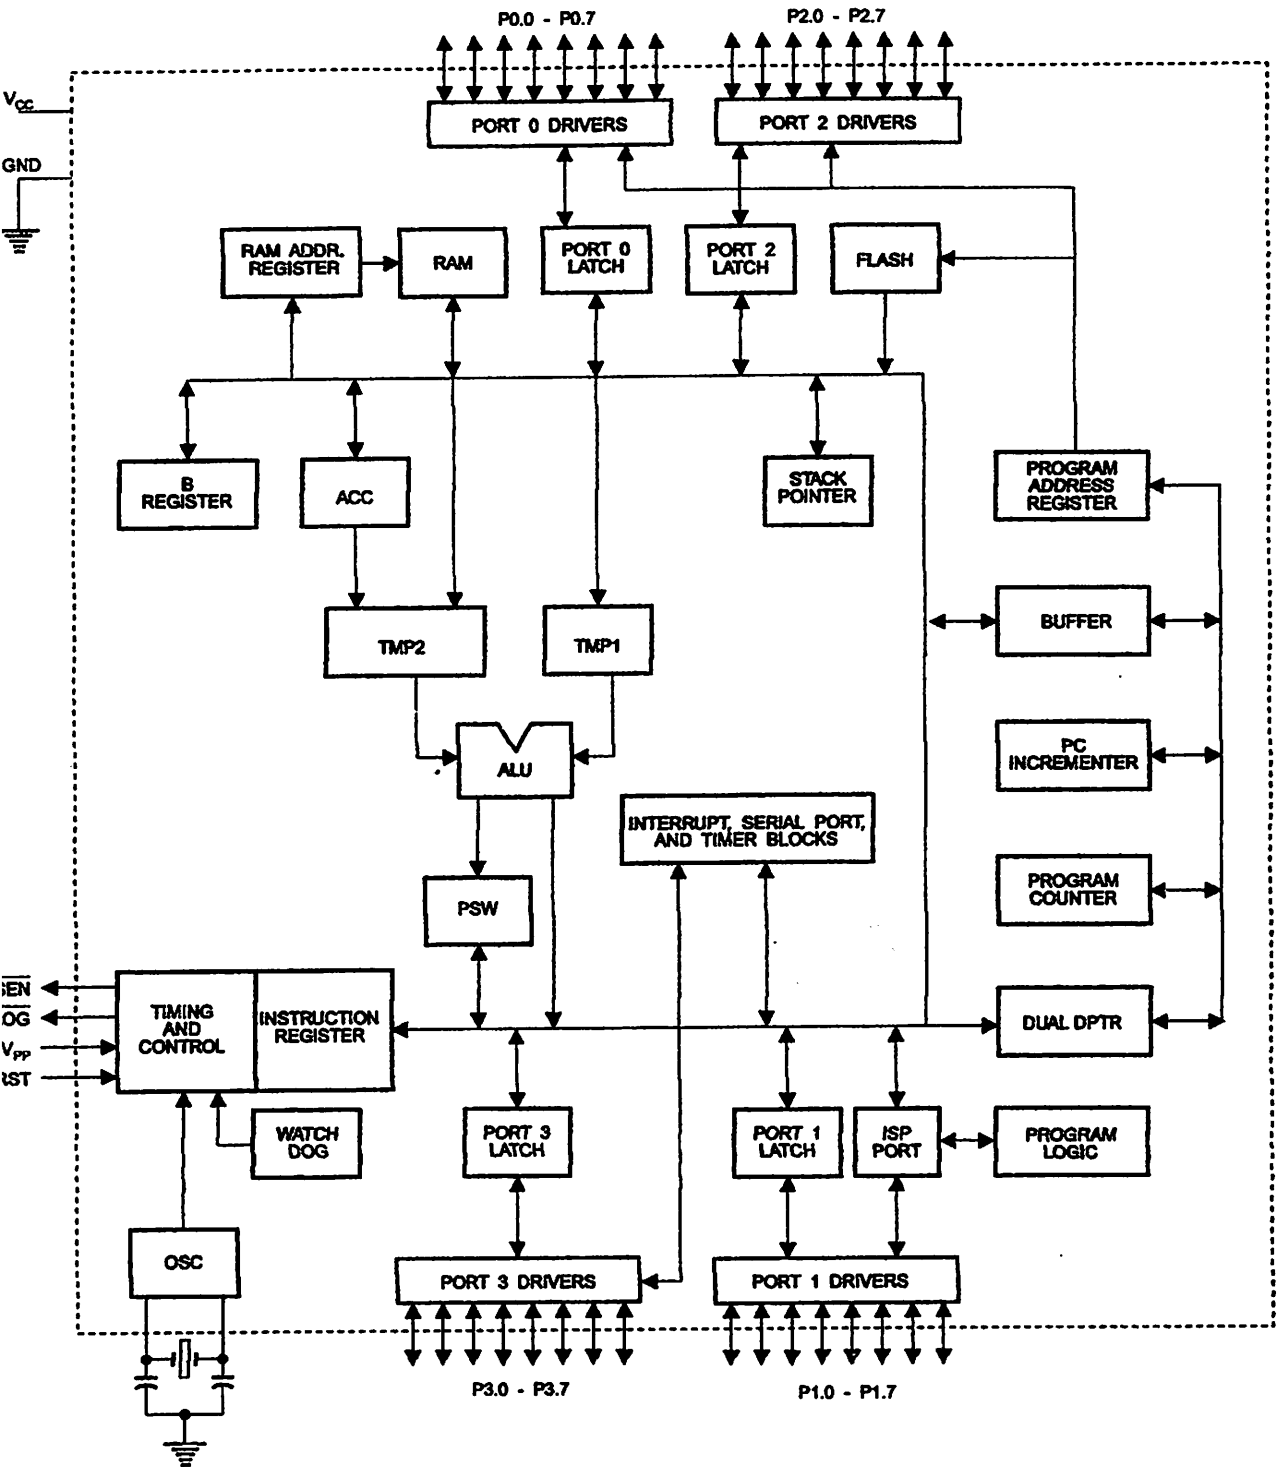 P0.0 - P0.7
P2.0 - P2.7
VCC
PORT 0 DRIVERS
PORT 2 DRIVERS
GND
RAM ADDR.
REGISTER
RAM
PORT 0
LATCH
PORT 2
LATCH
FLASH
B
REGISTER
ACC
STACK
POINTER
PROGRAM
ADDRESS
REGISTER
BUFFER
TMP2
TMP1
PC
INCREMENTER
ALU
INTERRUPT, SERIAL PORT,
AND TIMER BLOCKS
PROGRAM
COUNTER
PSW
SEN
OG
VPP
RST
TIMING
AND
CONTROL
INSTRUCTION
REGISTER
DUAL DPTR
WATCH
DOG
PORT 3
LATCH
PORT 1
LATCH
ISP
PORT
PROGRAM
LOGIC
OSC
PORT 3 DRIVERS
PORT 1 DRIVERS
P3.0 - P3.7
P1.0 - P1.7